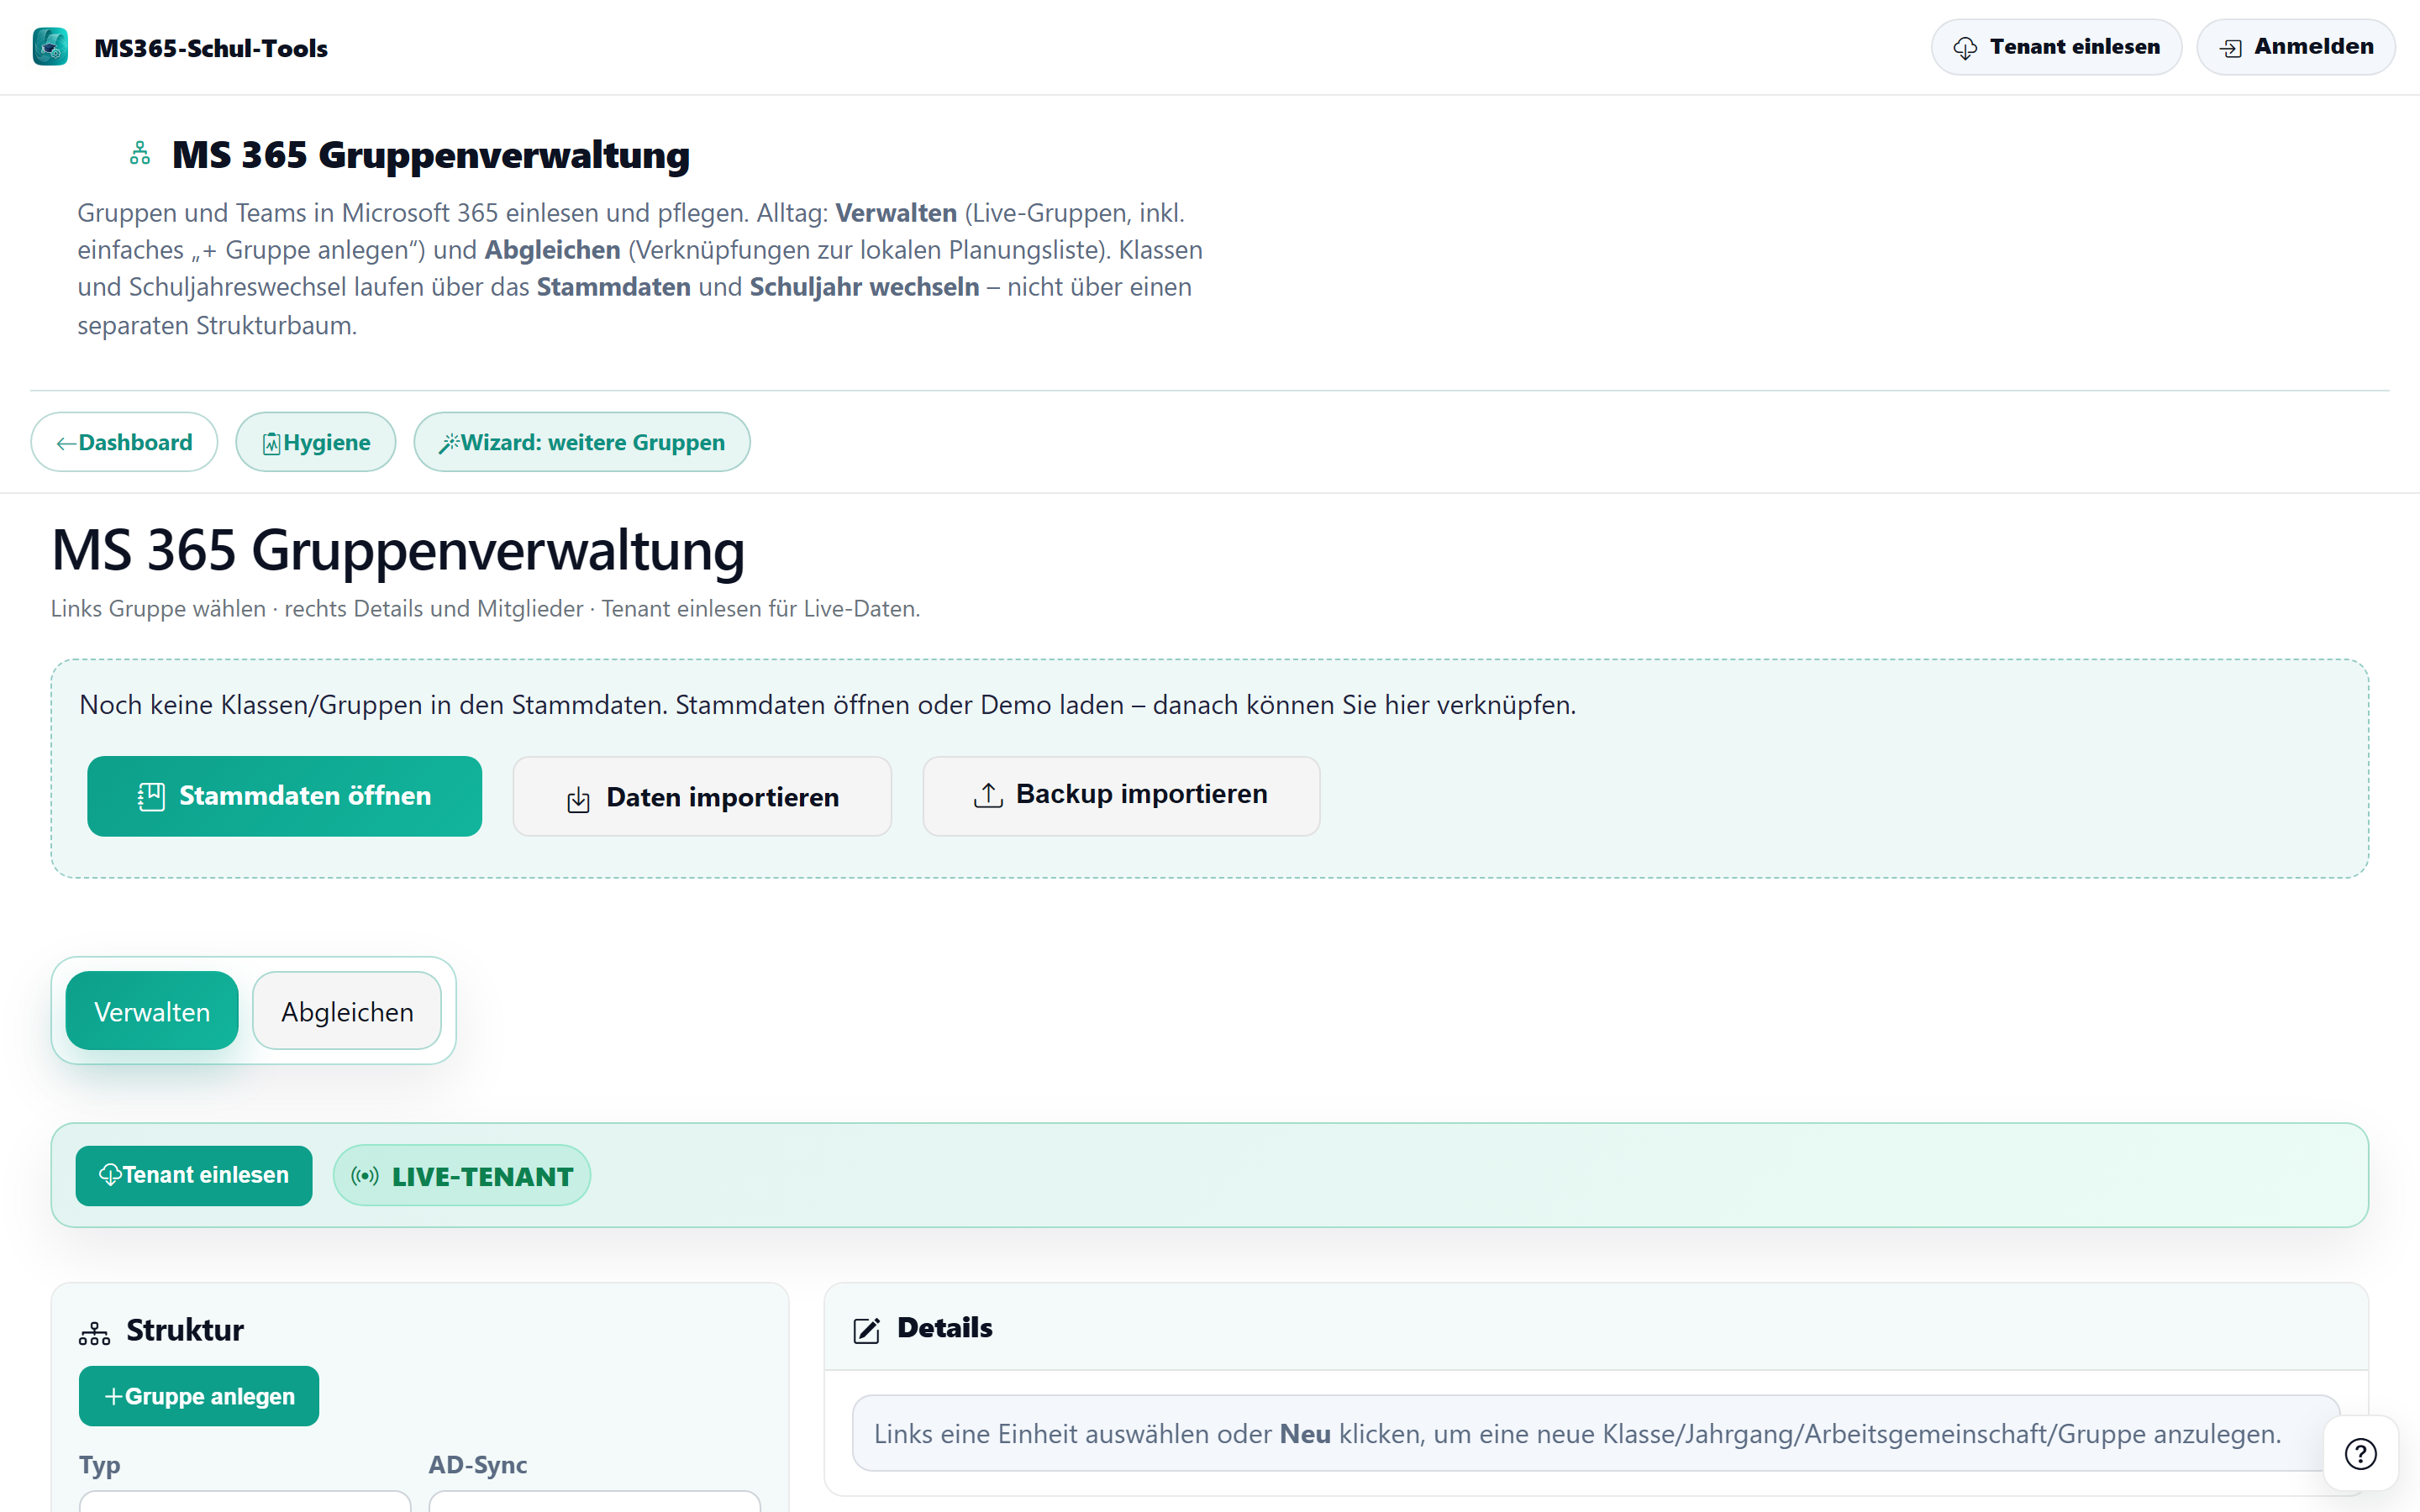 MS365-Schul-Tools
Tenant einlesen
Anmelden
MS 365 Gruppenverwaltung
Gruppen und Teams in Microsoft 365 einlesen und pflegen. Alltag: Verwalten (Live-Gruppen, inkl.
einfaches „+ Gruppe anlegen“) und Abgleichen (Verknüpfungen zur lokalen Planungsliste). Klassen
und Schuljahreswechsel laufen über das Stammdaten und Schuljahr wechseln – nicht über einen
separaten Strukturbaum.
←Dashboard
Hygiene
Wizard: weitere Gruppen
MS 365 Gruppenverwaltung
Links Gruppe wählen · rechts Details und Mitglieder · Tenant einlesen für Live-Daten.
Noch keine Klassen/Gruppen in den Stammdaten. Stammdaten öffnen oder Demo laden – danach können Sie hier verknüpfen.
Stammdaten öffnen
Daten importieren
Backup importieren
Verwalten
Abgleichen
Tenant einlesen
LIVE-TENANT
Struktur
+Gruppe anlegen
Typ
AD-Sync
Details
Links eine Einheit auswählen oder Neu klicken, um eine neue Klasse/Jahrgang/Arbeitsgemeinschaft/Gruppe anzulegen.